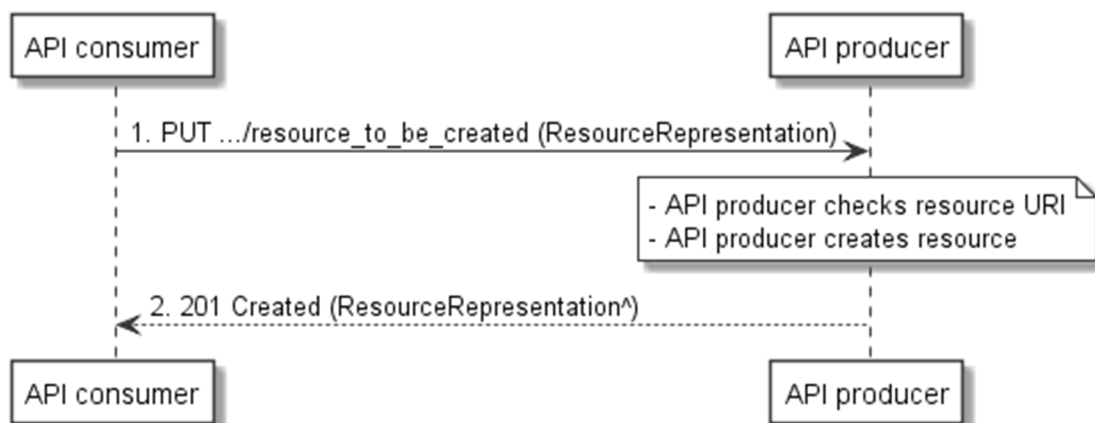 API consumer
API producer
1. PUT .../resource_to_be_created (ResourceRepresentation)
- API producer checks resource URI
- API producer creates resource
2. 201 Created (ResourceRepresentation^)
API consumer
API producer